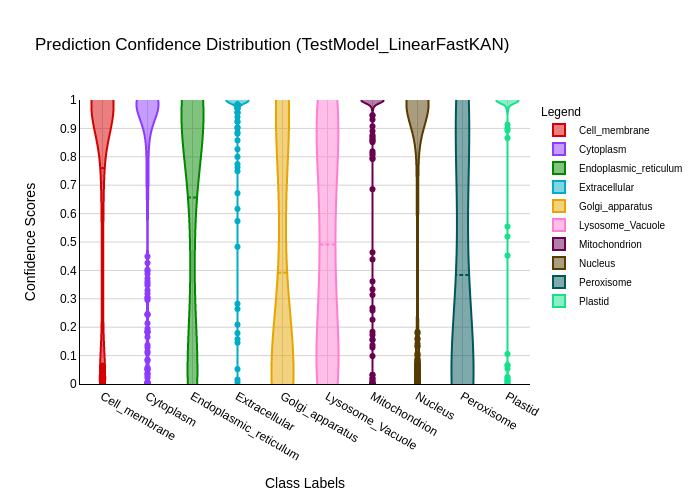 Prediction Confidence Distribution (TestModel_LinearFastKAN)
Legend
Cell_membrane
Cytoplasm
Endoplasmic_reticulum
Extracellular
Golgi_apparatus
Lysosome_Vacuole
Mitochondrion
Nucleus
Peroxisome
Plastid
Confidence Scores
1
0.9
0.8
0.7
0.6
0.5
0.4
0.3
0.2
0.1
0
Cell_membrane
Cytoplasm
Endoplasmic_reticulum
Extracellular
Golgi_apparatus
Lysosome_Vacuole
Mitochondrion
Nucleus
Peroxisome
Plastid
Class Labels